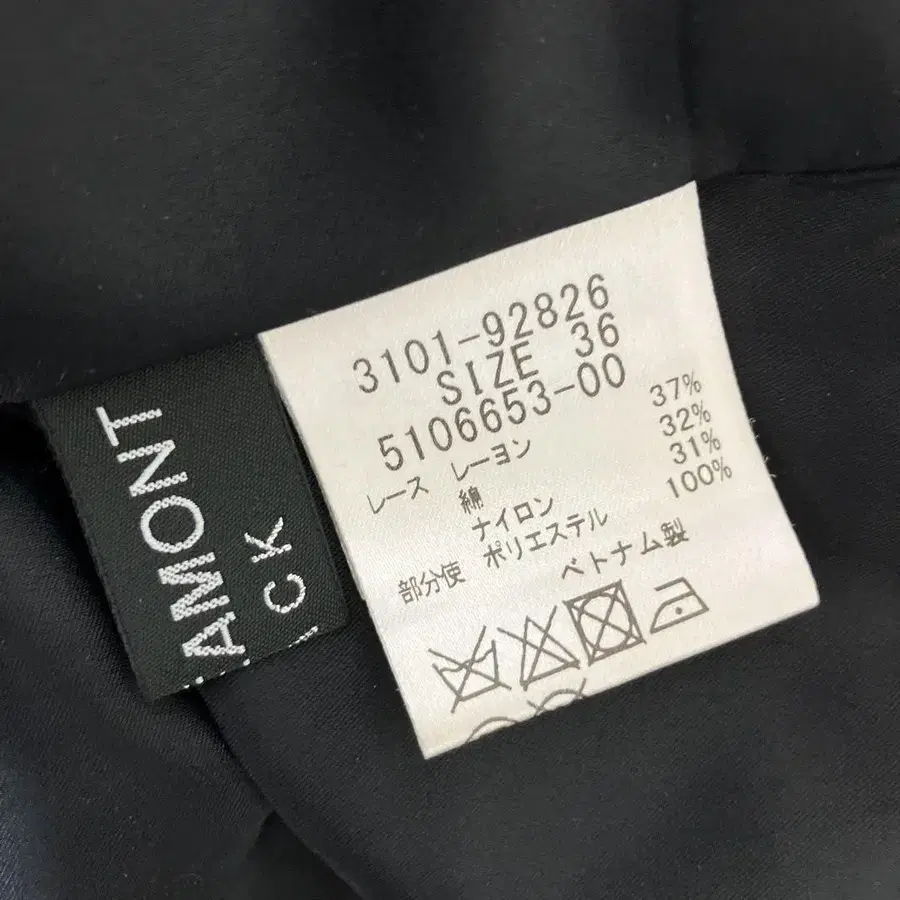 AMONT
CK
3101-92826
SIZE 36
5106653-00
レース レーヨン 37%
綿 32%
ナイロン 31%
部分使 ポリエステル 100%
ベトナム製